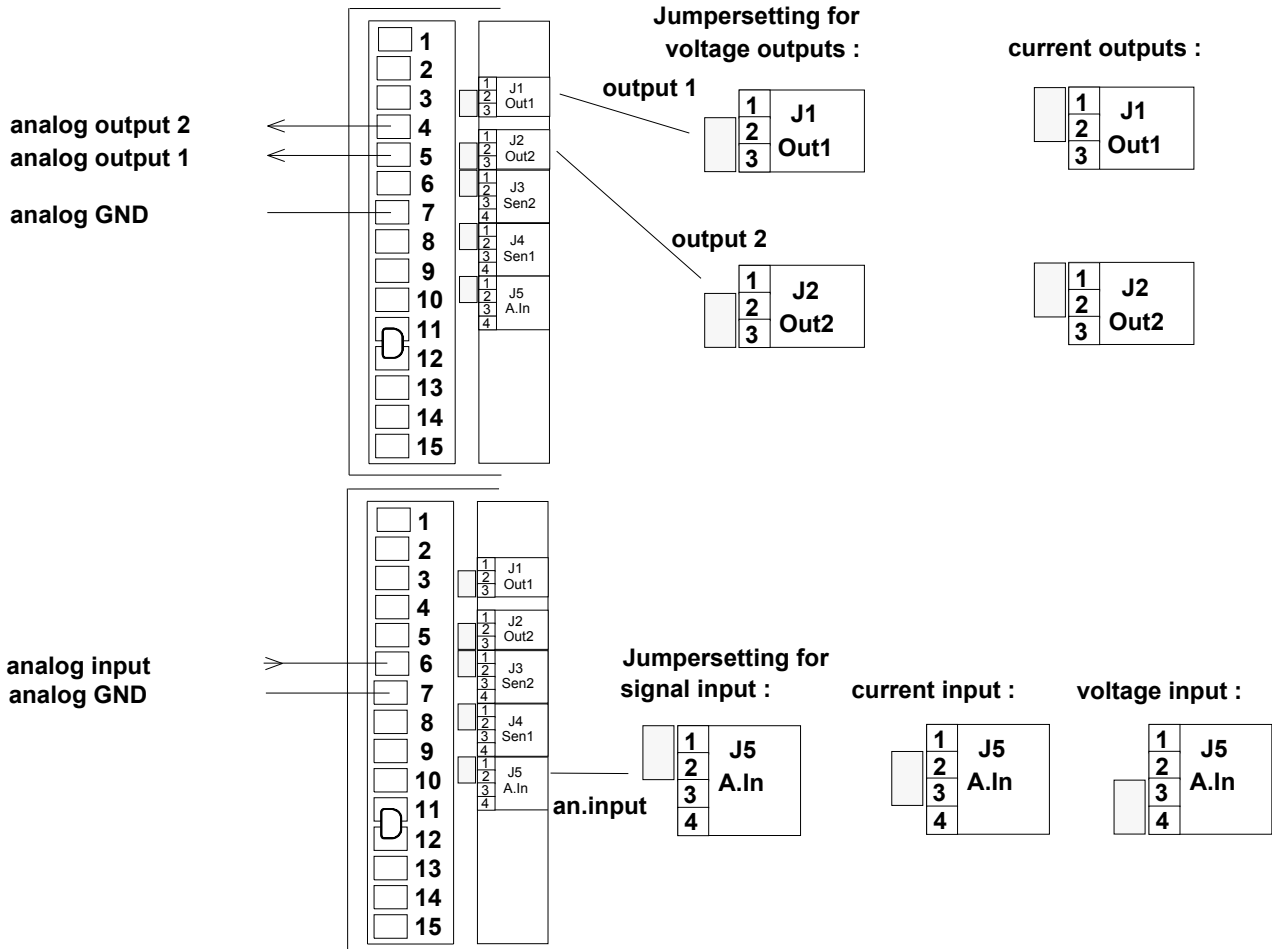 Jumpersetting for
voltage outputs :
current outputs :
analog output 2
analog output 1
analog GND
1
2
3
4
5
6
7
8
9
10
11
12
13
14
15
1
2
3
J1
Out1
1
2
3
J2
Out2
1
2
3
4
J3
Sen2
1
2
3
4
J4
Sen1
1
2
3
4
J5
A.In
output 1
1
2
3
J1
Out1
1
2
3
J1
Out1
output 2
1
2
3
J2
Out2
1
2
3
J2
Out2
analog input
analog GND
1
2
3
4
5
6
7
8
9
10
11
12
13
14
15
1
2
3
J1
Out1
1
2
3
J2
Out2
1
2
3
4
J3
Sen2
1
2
3
4
J4
Sen1
1
2
3
4
J5
A.In
an.input
Jumpersetting for
signal input :
current input :
voltage input :
1
2
3
4
J5
A.In
1
2
3
4
J5
A.In
1
2
3
4
J5
A.In